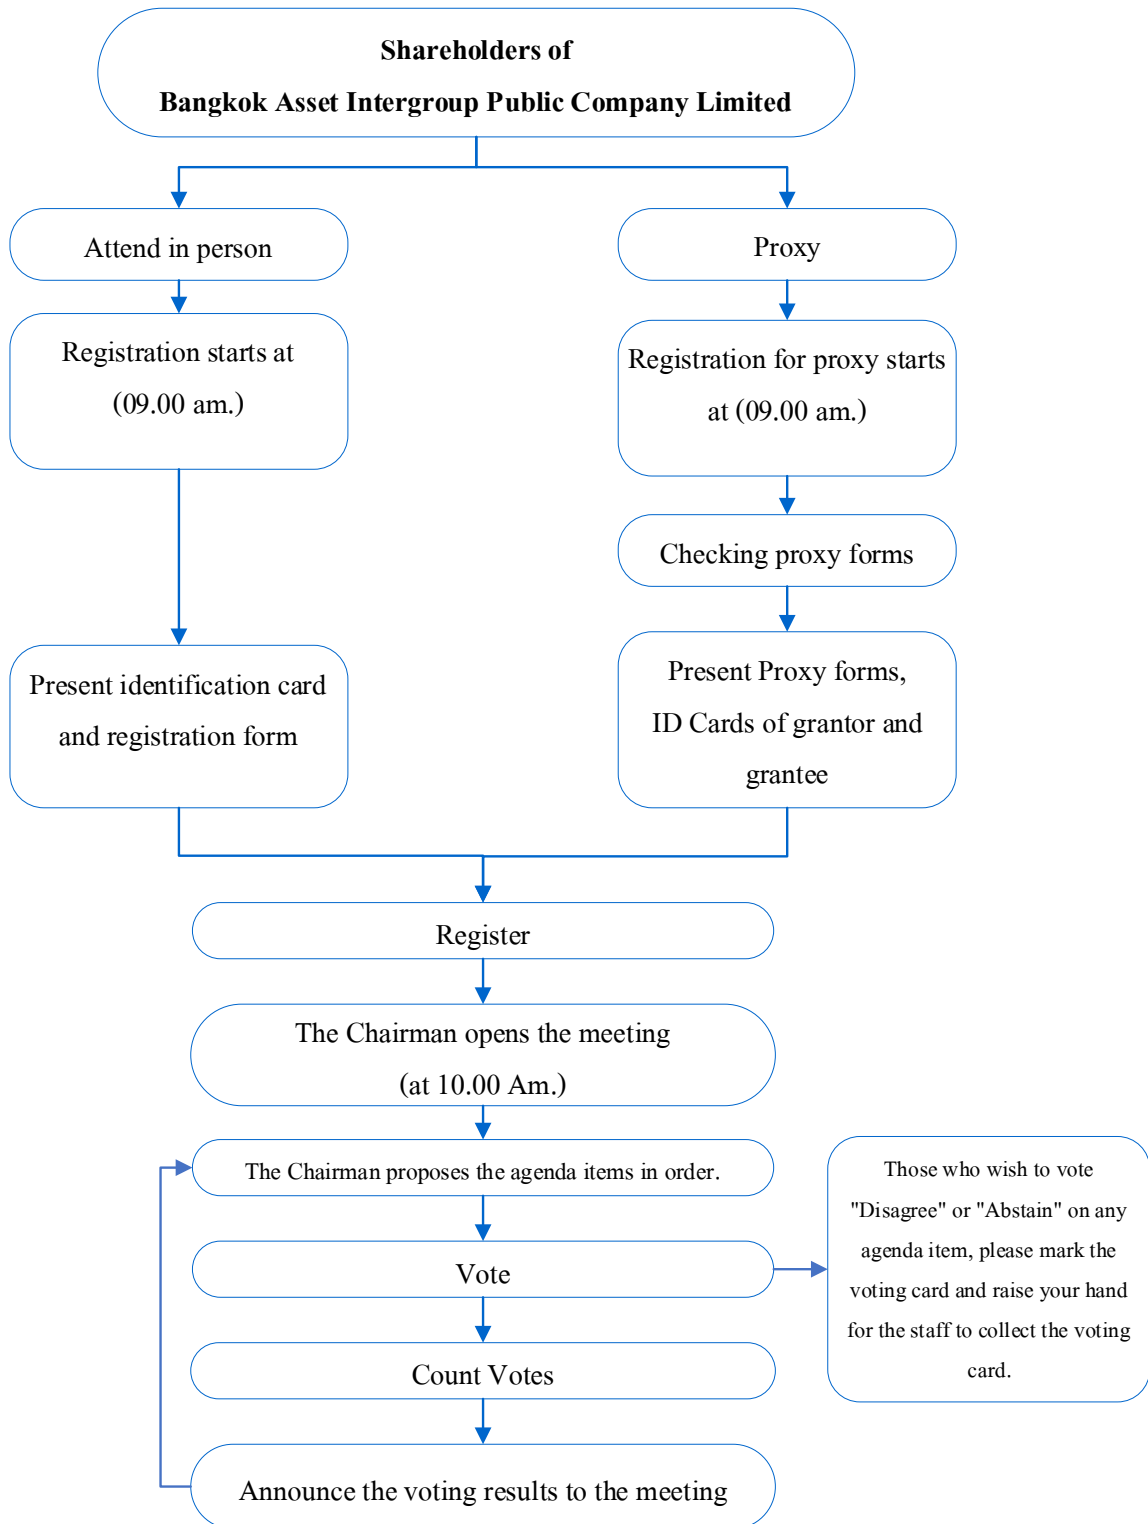 Shareholders of
Bangkok Asset Intergroup Public Company Limited
Attend in person
Proxy
Registration starts at
(09.00 am.)
Registration for proxy starts
at (09.00 am.)
Checking proxy forms
Present identification card
and registration form
Present Proxy forms,
ID Cards of grantor and
grantee
Register
The Chairman opens the meeting
(at 10.00 Am.)
The Chairman proposes the agenda items in order.
Vote
Those who wish to vote
"Disagree" or "Abstain" on any
agenda item, please mark the
voting card and raise your hand
for the staff to collect the voting
card.
Count Votes
Announce the voting results to the meeting